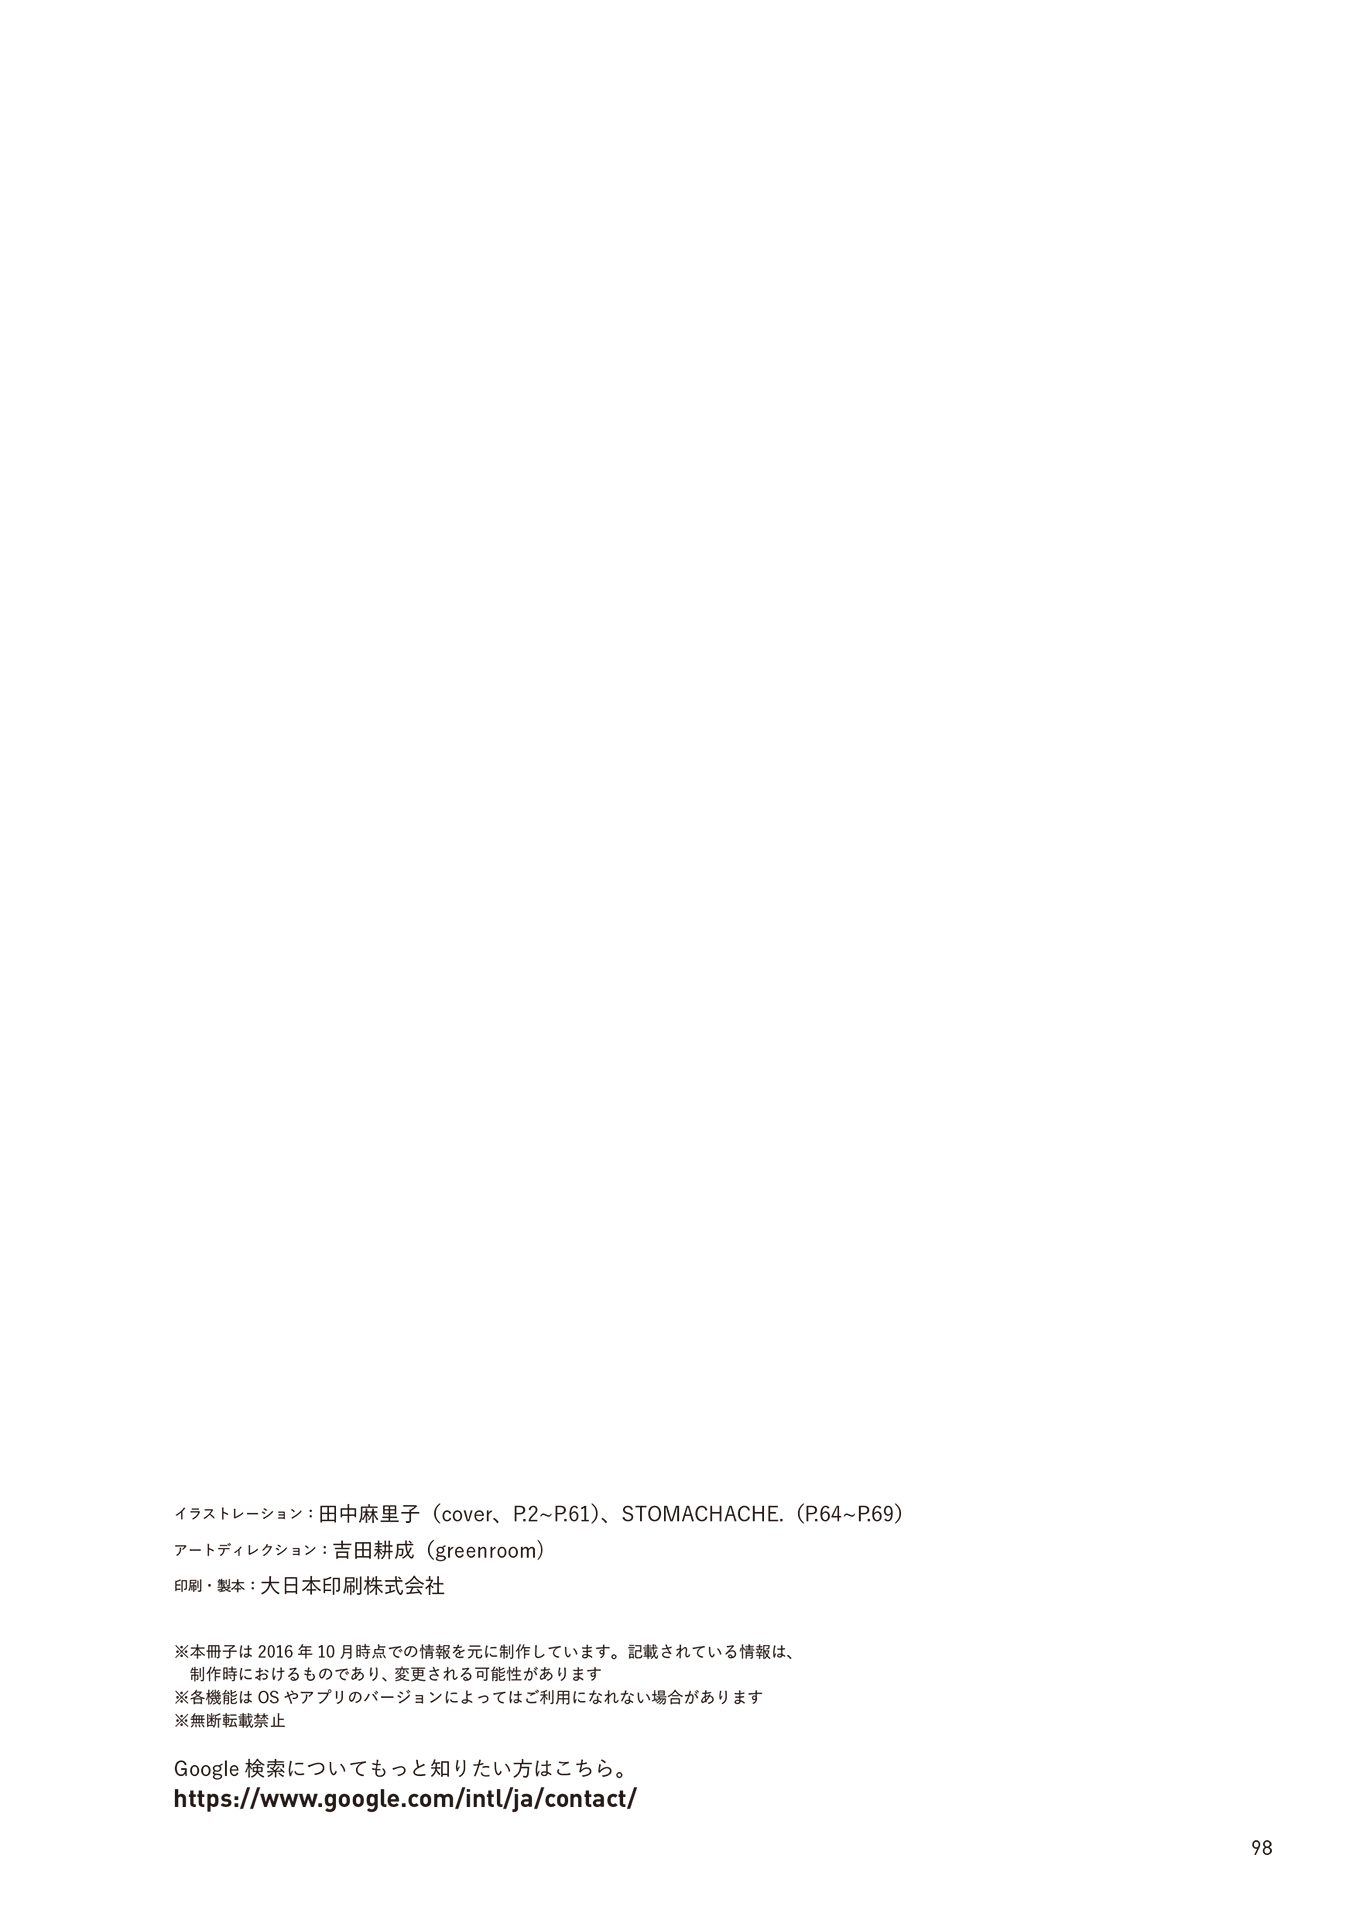 イラストレーション：田中麻里子（cover、P.2~P.61）、STOMACHACHE.（P.64~P.69）
アートディレクション：吉田耕成（greenroom）
印刷・製本：大日本印刷株式会社
※本冊子は 2016 年 10 月時点での情報を元に制作しています。記載されている情報は、
制作時におけるものであり、変更される可能性があります
※各機能は OS やアプリのバージョンによってはご利用になれない場合があります
※無断転載禁止
Google 検索についてもっと知りたい方はこちら。
https://www.google.com/intl/ja/contact/
98